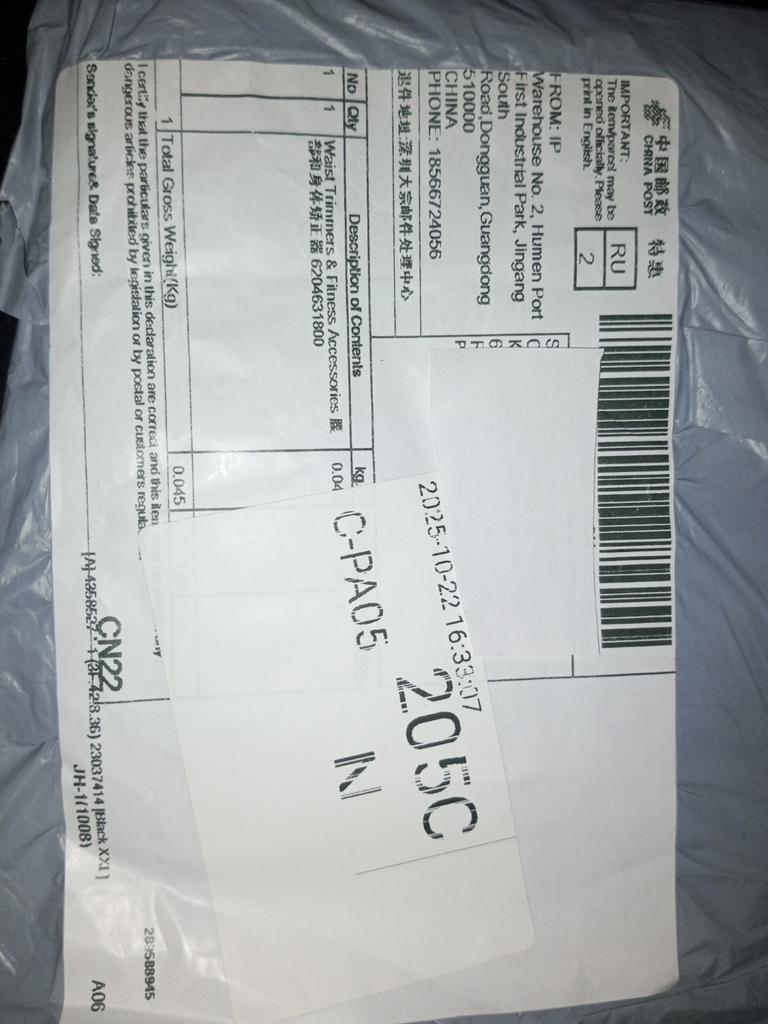 中国邮政 特惠
CHINA POST
IMPORTANT:
The item/parcel may be
opened officially. Please
print in English.
RU
2
FROM: IP
Warehouse No. 2, Humen Port
First Industrial Park, Jingang
South
Road,Dongguan,Guangdong
510000
CHINA
PHONE: 18566724056
退件地址:深圳大宗邮件处理中心
No Qty Description of Contents kg.
1 1 Waist Trimmers & Fitness Accessories 腰 0.04
部和身体矫正器 6204631800
1 Total Gross Weight(Kg) 0.045
I certify that the particulars given in this declaration are correct and this item
dangerous articles prohibited by legislation or by postal or customers regula
Sender's signature& Date Signed:
CN22
23037414 [Black XXL]
JH-1(1008)
A06
2025-10-22 16:33:07
205C
C-PA05
N